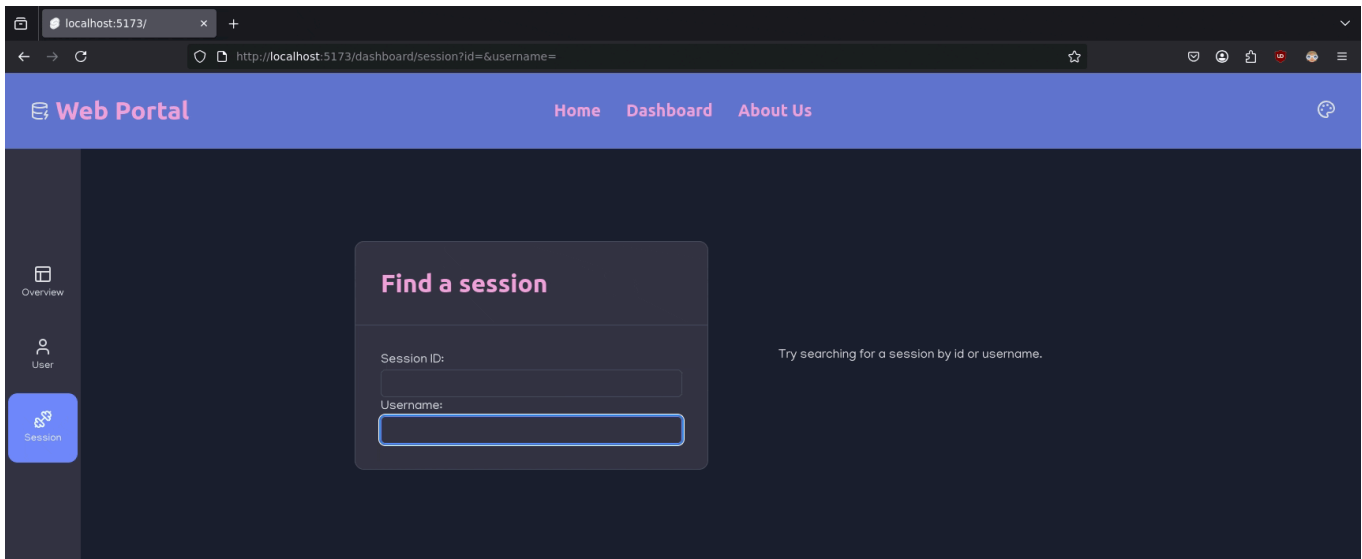 localhost:5173/
http://localhost:5173/dashboard/session?id=&username=
Web Portal
Home Dashboard About Us
Overview
User
Session
Find a session
Session ID:
Username:
Try searching for a session by id or username.